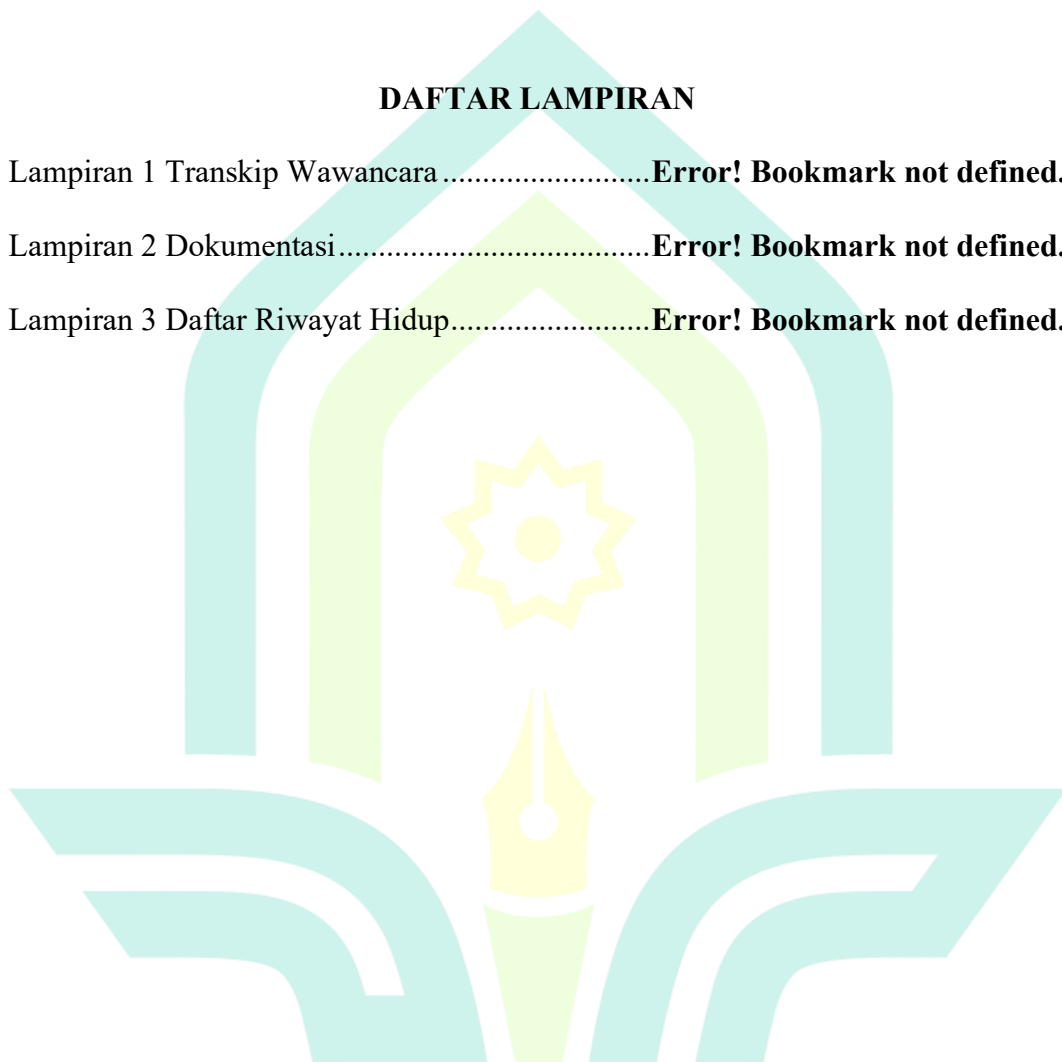 DAFTAR LAMPIRAN
Lampiran 1 Transkip Wawancara..........................Error! Bookmark not defined.
Lampiran 2 Dokumentasi.......................................Error! Bookmark not defined.
Lampiran 3 Daftar Riwayat Hidup.........................Error! Bookmark not defined.